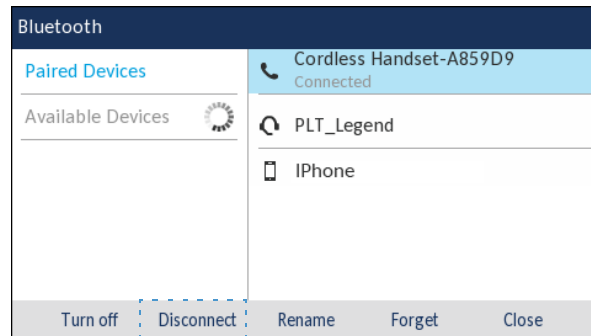 Bluetooth
Paired Devices
Available Devices
Cordless Handset-A859D9
Connected
PLT_Legend
IPhone
Turn off Disconnect Rename Forget Close